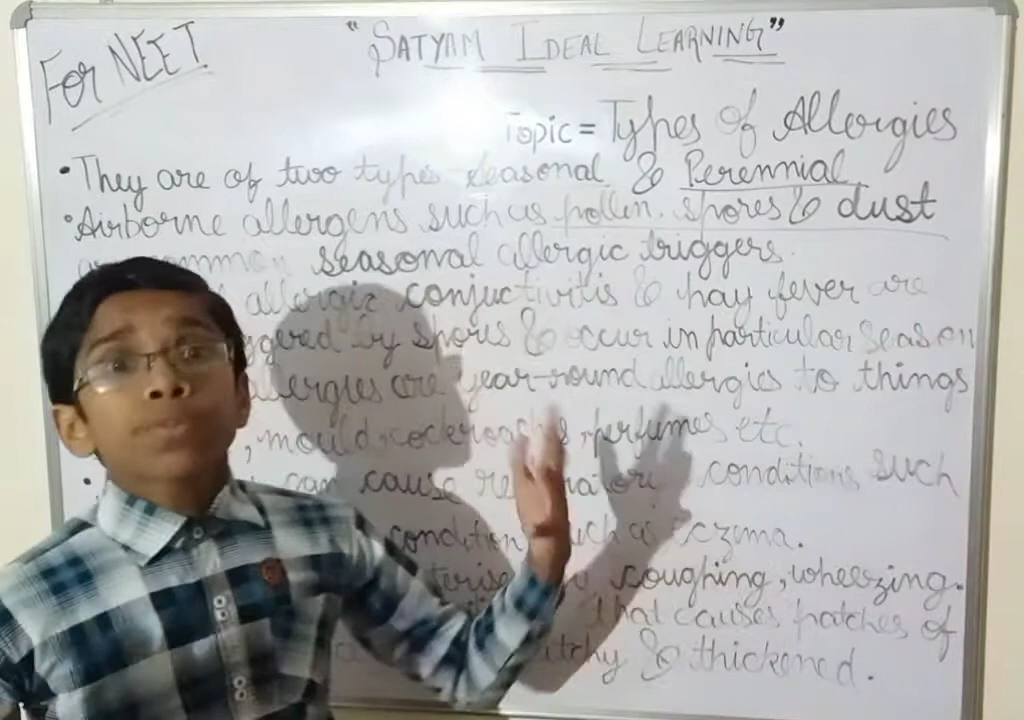 For NEET
"SATYAM IDEAL LEARNING"
Topic = Types of Allergies
• They are of two types seasonal & Perennial
• Airborne allergens such as pollen, spores & dust
common seasonal allergic triggers.
allergic conjuctivitis & hay fever are
by spores & occur in particular season
allergies are year-round allergies to things
, mould, cockroachs, perfumes etc.
• can cause conditions such
condition such as eczema.
coughing, wheezing.
that causes patches of
itchy & thickened.